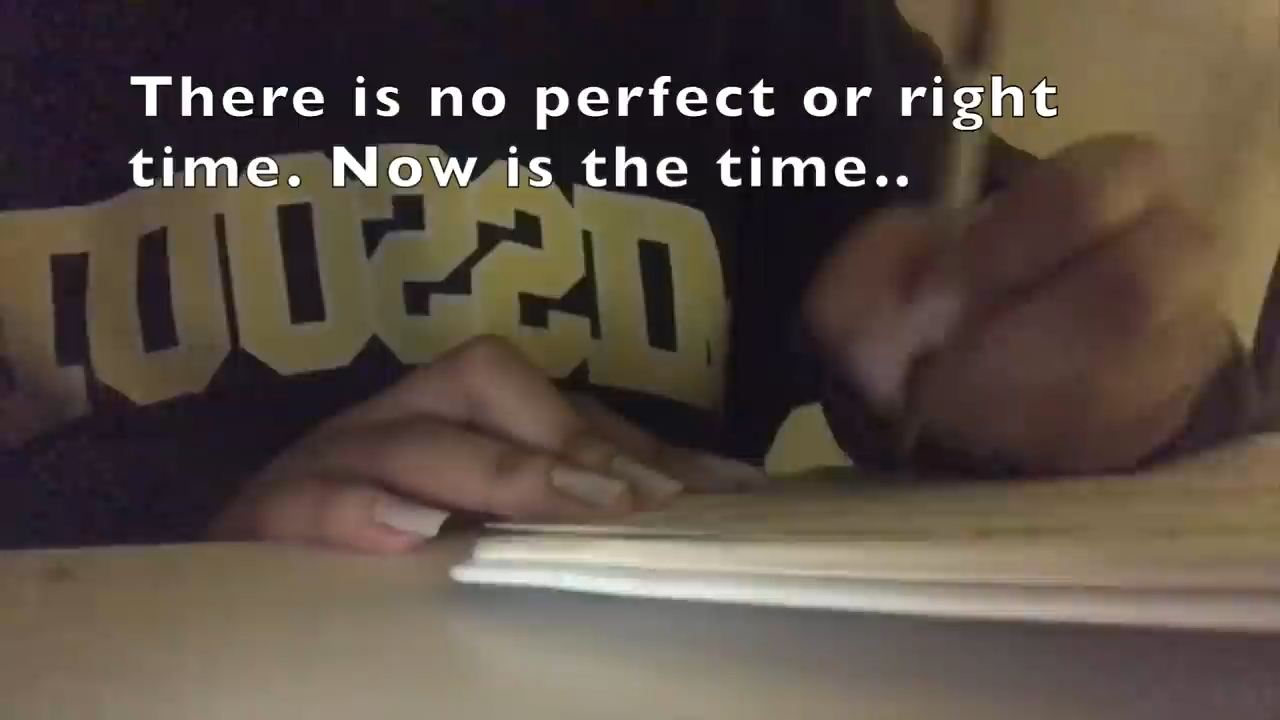 There is no perfect or right
time. Now is the time..